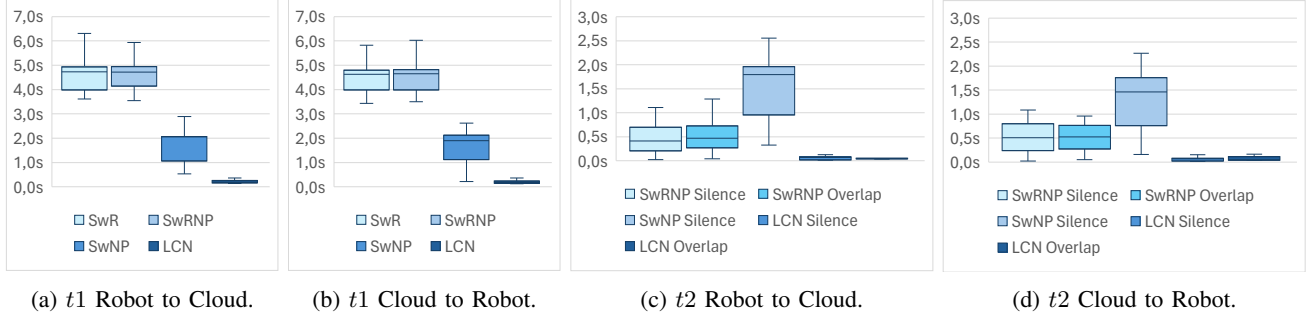 7,0s
6,0s
5,0s
4,0s
3,0s
2,0s
1,0s
0,0s
SwR SwRNP
SwNP LCN
(a) t1 Robot to Cloud.
7,0s
6,0s
5,0s
4,0s
3,0s
2,0s
1,0s
0,0s
SwR SwRNP
SwNP LCN
(b) t1 Cloud to Robot.
3,0s
2,5s
2,0s
1,5s
1,0s
0,5s
0,0s
SwRNP Silence SwRNP Overlap
SwNP Silence LCN Silence
LCN Overlap
(c) t2 Robot to Cloud.
3,0s
2,5s
2,0s
1,5s
1,0s
0,5s
0,0s
SwRNP Silence SwRNP Overlap
SwNP Silence LCN Silence
LCN Overlap
(d) t2 Cloud to Robot.